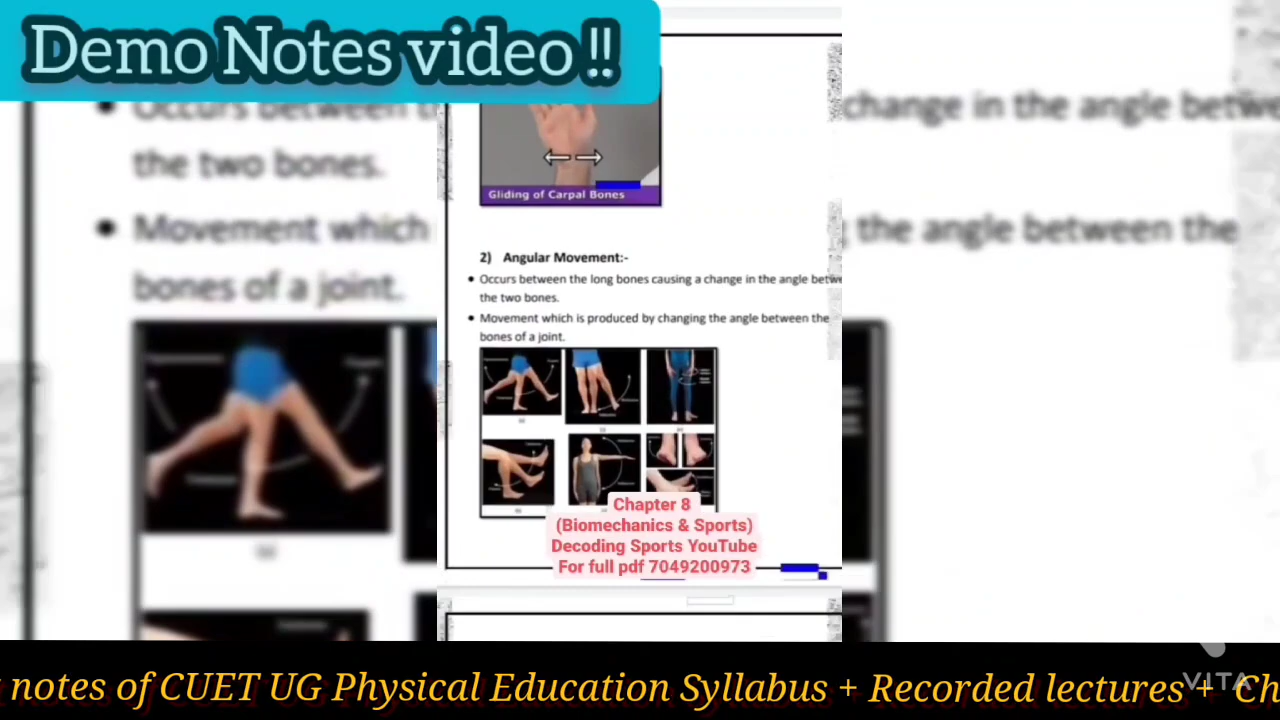 Demo Notes video !!
Occurs between
change in the angle
the two bones.
Movement which
the angle between the
bones of a joint.
Gliding of Carpal Bones
2) Angular Movement:-
• Occurs between the long bones causing a change in the angle betwe
the two bones.
• Movement which is produced by changing the angle between the
bones of a joint.
Chapter 8
(Biomechanics & Sports)
Decoding Sports YouTube
For full pdf 7049200973
notes of CUET UG Physical Education Syllabus + Recorded lectures + Ch
VITA